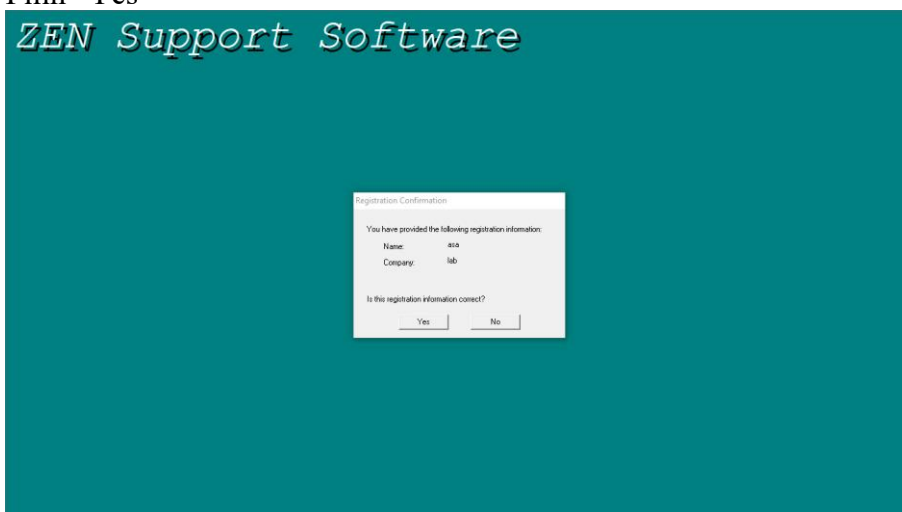 ZEN Support Software
Registration Confirmation
You have provided the following registration information:
Name: asa
Company: lab
Is this registration information correct?
Yes No